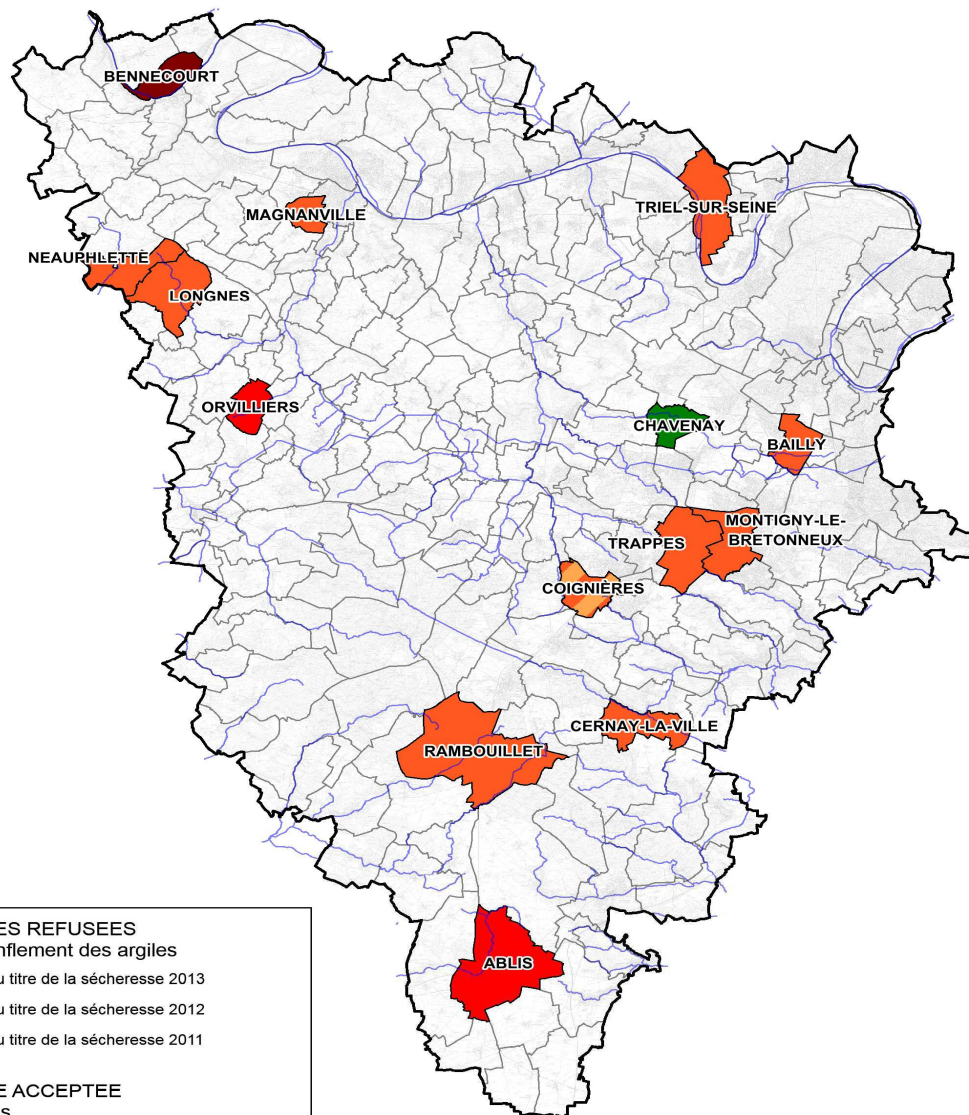 BENNECOURT
MAGNANVILLE
TRIEL-SUR-SEINE
NEAUPHLETTE
LONGNES
ORVILLIERS
CHAVENAY
BAILLY
MONTIGNY-LE-
BRETONNEUX
TRAPPES
COIGNIÈRES
CERNAY-LA-VILLE
RAMBOUILLET
ABLIS
ES REFUSEES
nflement des argiles
u titre de la sécheresse 2013
u titre de la sécheresse 2012
u titre de la sécheresse 2011
E ACCEPTEE